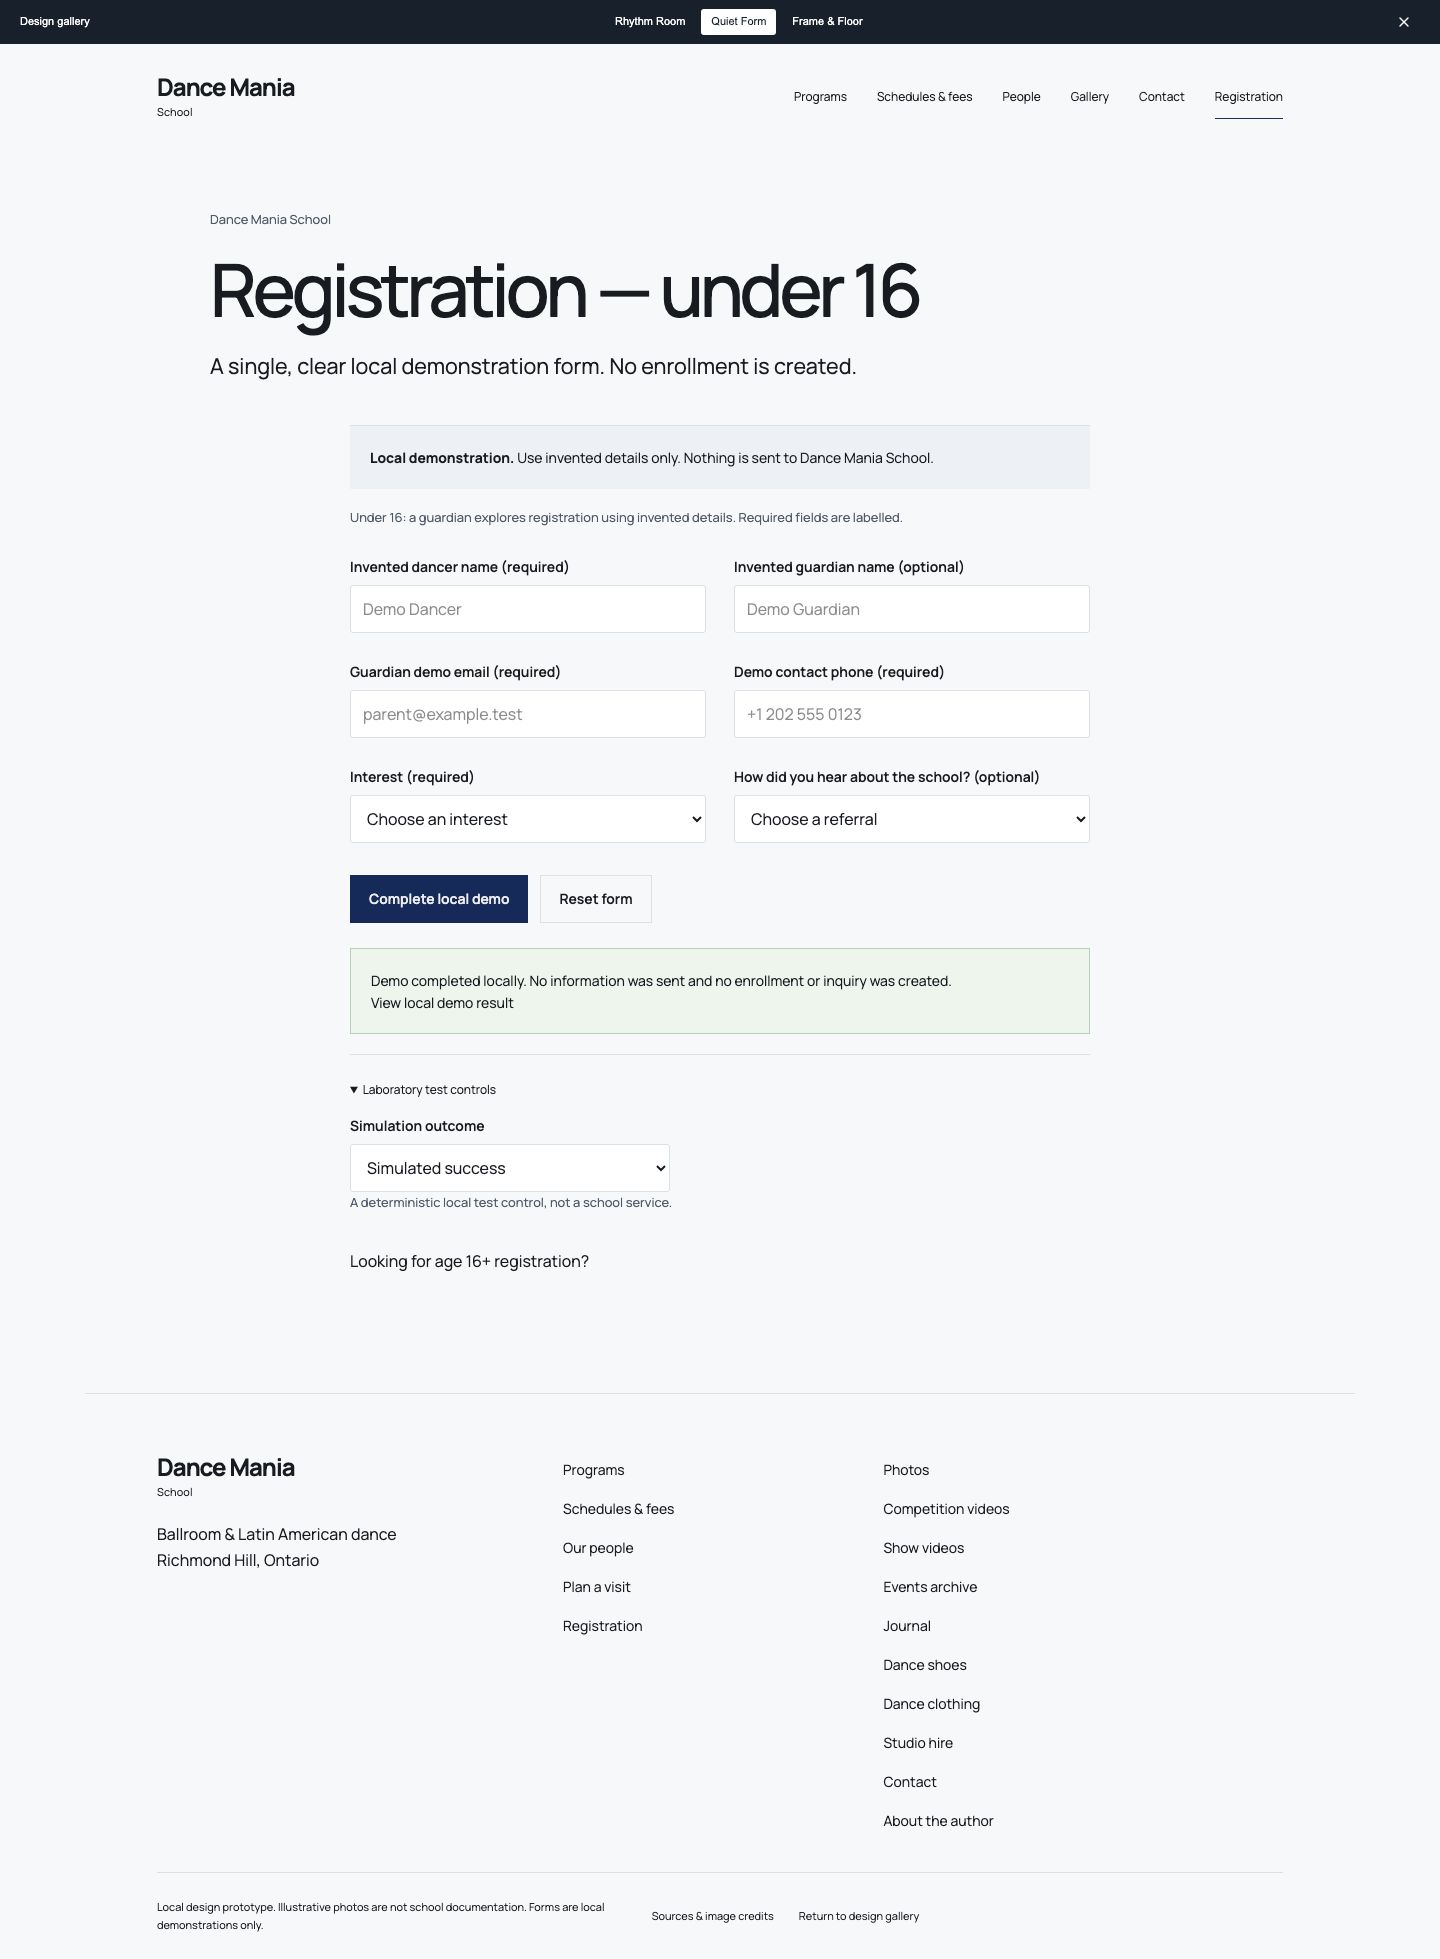 Design gallery
Rhythm Room
Quiet Form
Frame & Floor
×
Dance Mania
School
Programs
Schedules & fees
People
Gallery
Contact
Registration
Dance Mania School
Registration — under 16
A single, clear local demonstration form. No enrollment is created.
Local demonstration. Use invented details only. Nothing is sent to Dance Mania School.
Under 16: a guardian explores registration using invented details. Required fields are labelled.
Invented dancer name (required)
Invented guardian name (optional)
Demo Dancer
Demo Guardian
Guardian demo email (required)
Demo contact phone (required)
parent@example.test
+1 202 555 0123
Interest (required)
How did you hear about the school? (optional)
Choose an interest
Choose a referral
Complete local demo
Reset form
Demo completed locally. No information was sent and no enrollment or inquiry was created.
View local demo result
Laboratory test controls
Simulation outcome
Simulated success
A deterministic local test control, not a school service.
Looking for age 16+ registration?
Dance Mania
School
Ballroom & Latin American dance
Richmond Hill, Ontario
Programs
Schedules & fees
Our people
Plan a visit
Registration
Photos
Competition videos
Show videos
Events archive
Journal
Dance shoes
Dance clothing
Studio hire
Contact
About the author
Local design prototype. Illustrative photos are not school documentation. Forms are local
demonstrations only.
Sources & image credits
Return to design gallery